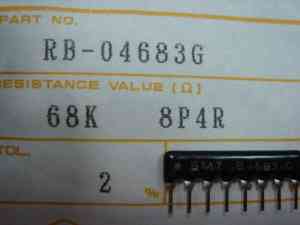 PART NO.
RB-04683G
RESISTANCE VALUE (Ω)
68K 8P4R
TOL.
2 %